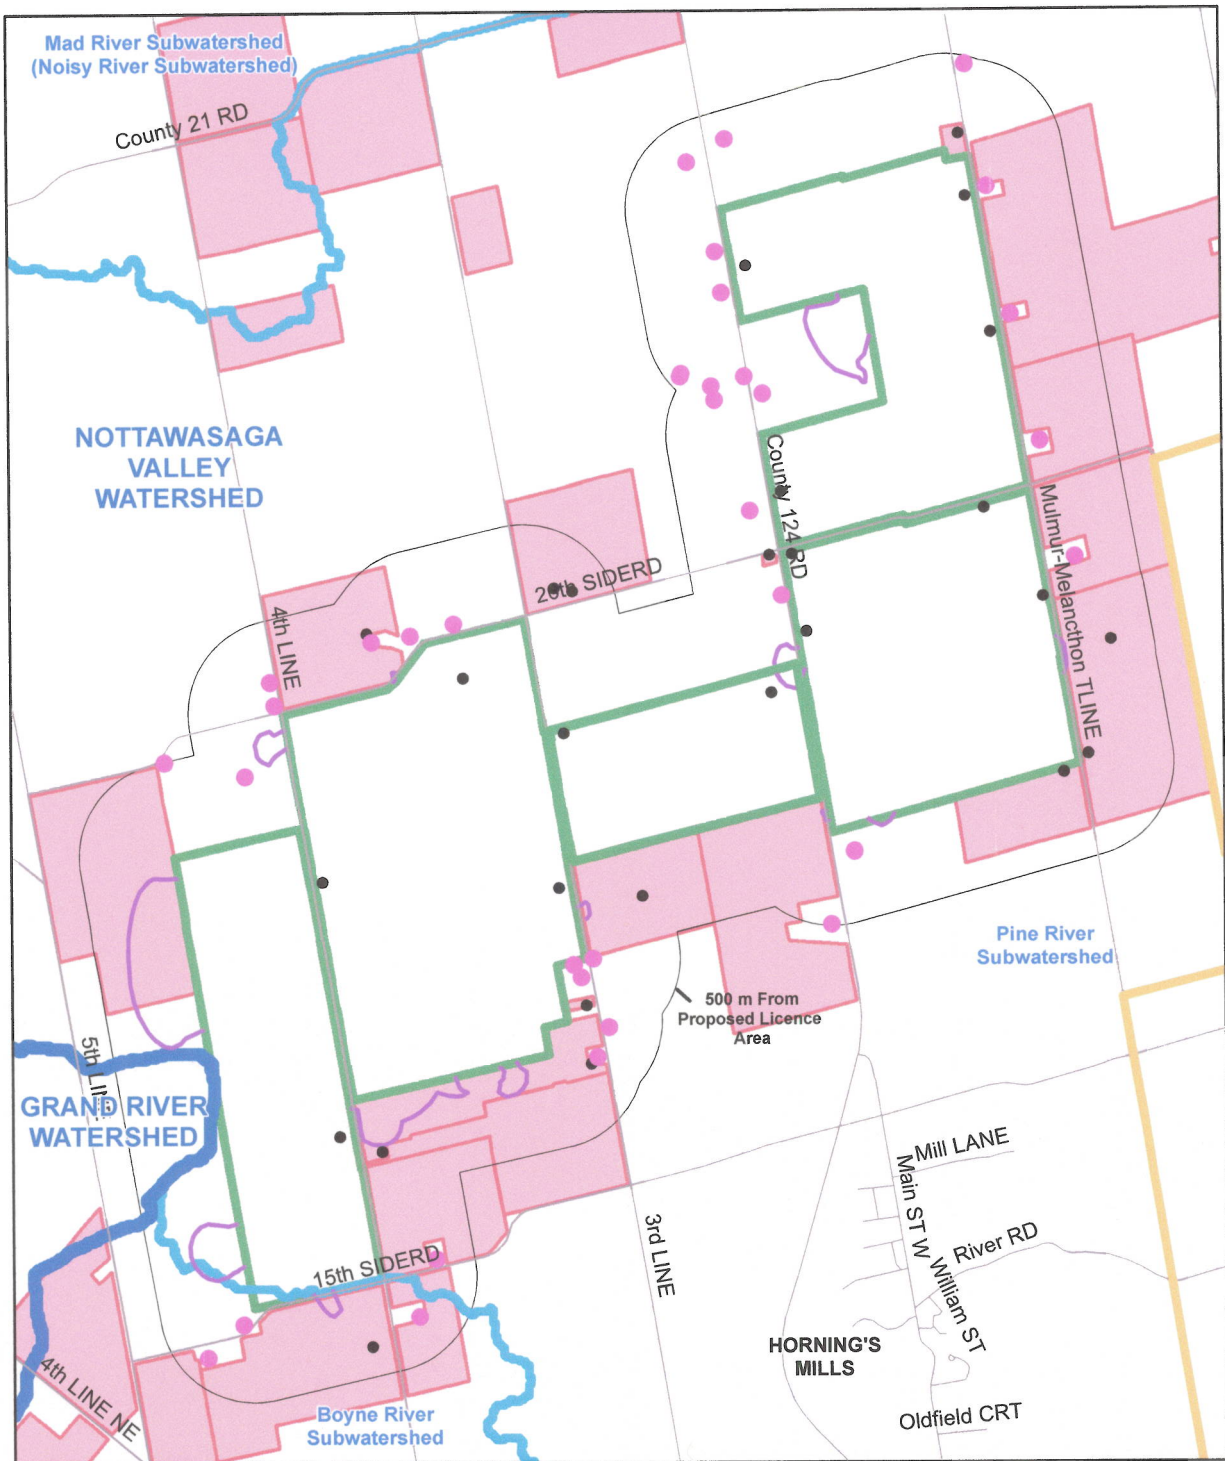 Mad River Subwatershed
(Noisy River Subwatershed)
County 21 RD
NOTTAWASAGA
VALLEY
WATERSHED
County 124 RD
Mulmur-Melancthon TLINE
20th SIDERD
4th LINE
Pine River
Subwatershed
500 m From
Proposed Licence
Area
5th LINE
GRAND RIVER
WATERSHED
Mill LANE
Main ST W
River RD
William ST
3rd LINE
15th SIDERD
HORNING'S
MILLS
4th LINE NE
Oldfield CRT
Boyne River
Subwatershed